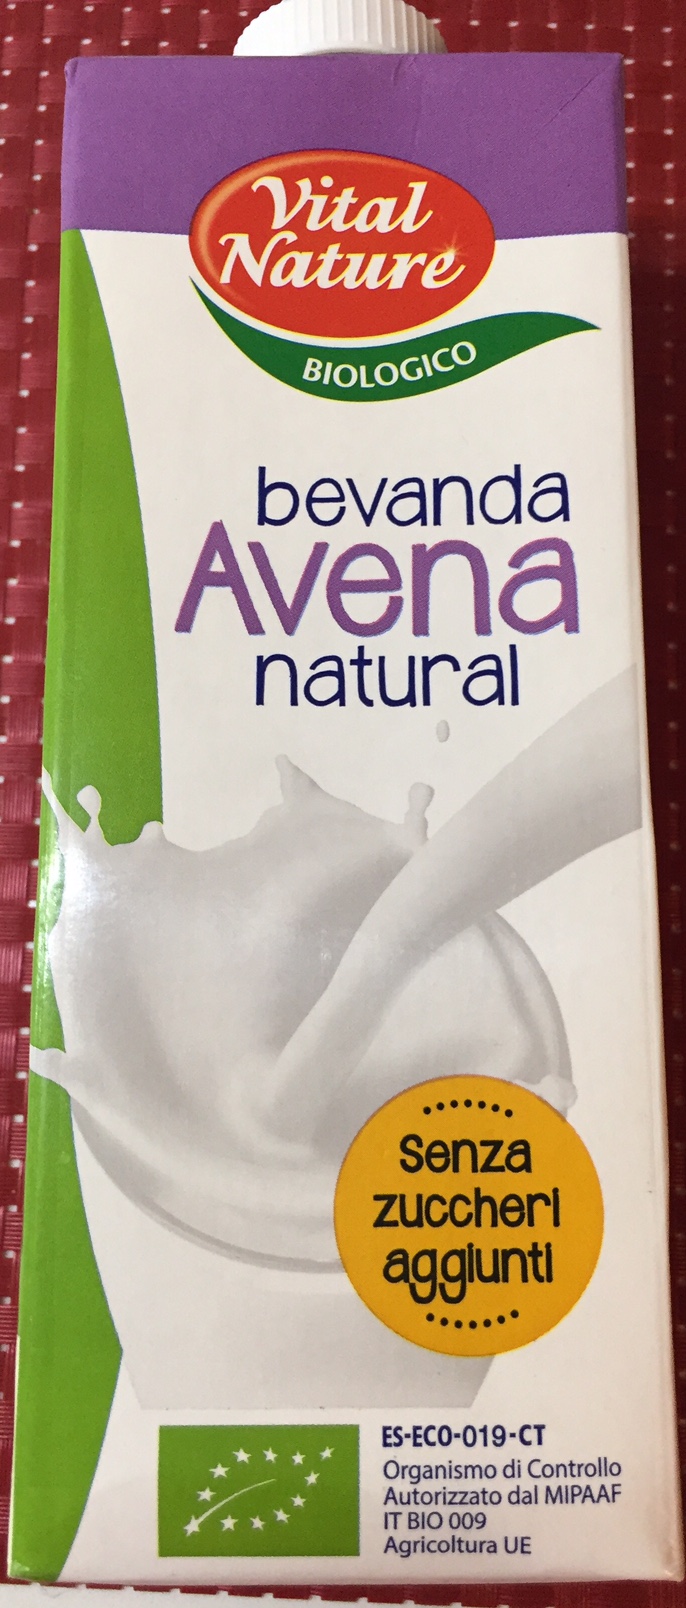 Vital
Nature
BIOLOGICO
bevanda
Avena
natural
Senza
zuccheri
aggiunti
ES-ECO-019-CT
Organismo di Controllo
Autorizzato dal MIPAAF
IT BIO 009
Agricoltura UE